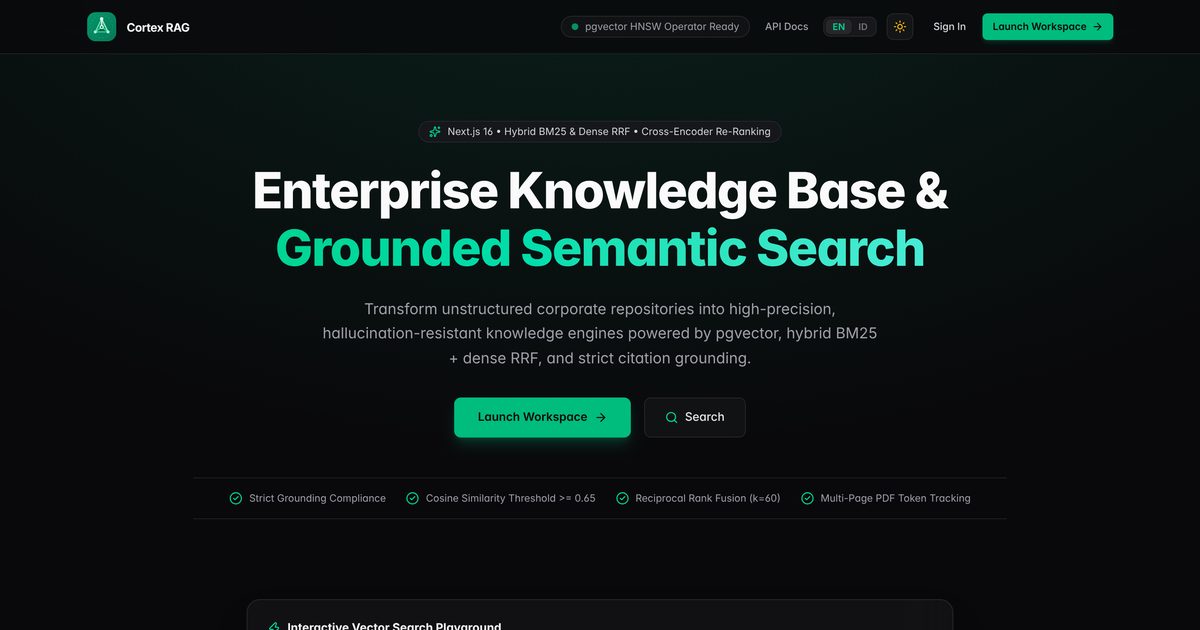 Cortex RAG
pgvector HNSW Operator Ready
API Docs
EN
ID
Sign In
Launch Workspace →
Next.js 16 • Hybrid BM25 & Dense RRF • Cross-Encoder Re-Ranking
Enterprise Knowledge Base &
Grounded Semantic Search
Transform unstructured corporate repositories into high-precision,
hallucination-resistant knowledge engines powered by pgvector, hybrid BM25
+ dense RRF, and strict citation grounding.
Launch Workspace →
Search
Strict Grounding Compliance
Cosine Similarity Threshold >= 0.65
Reciprocal Rank Fusion (k=60)
Multi-Page PDF Token Tracking
Interactive Vector Search Playground